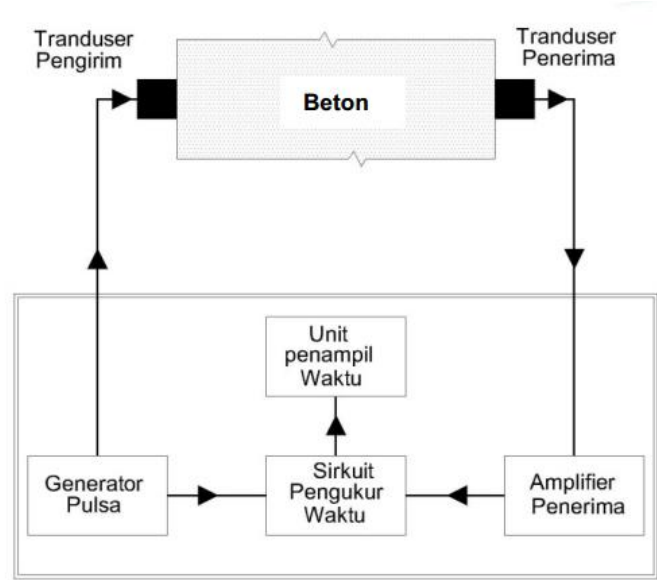 Tranduser
Pengirim
Tranduser
Penerima
Beton
Unit
penampil
Waktu
Generator
Pulsa
Sirkuit
Pengukur
Waktu
Amplifier
Penerima